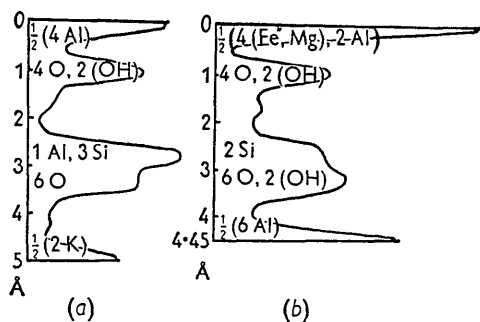 0
½(4 Al)
1
4 O, 2 (OH)
2
1 Al, 3 Si
3
6 O
4
½(2-K)
5
Å
(a)
0
½(4(Fe, Mg), 2-Al)
1
4 O, 2 (OH)
2
2 Si
3
6 O, 2 (OH)
4
½(6 Al)
4·45
Å
(b)